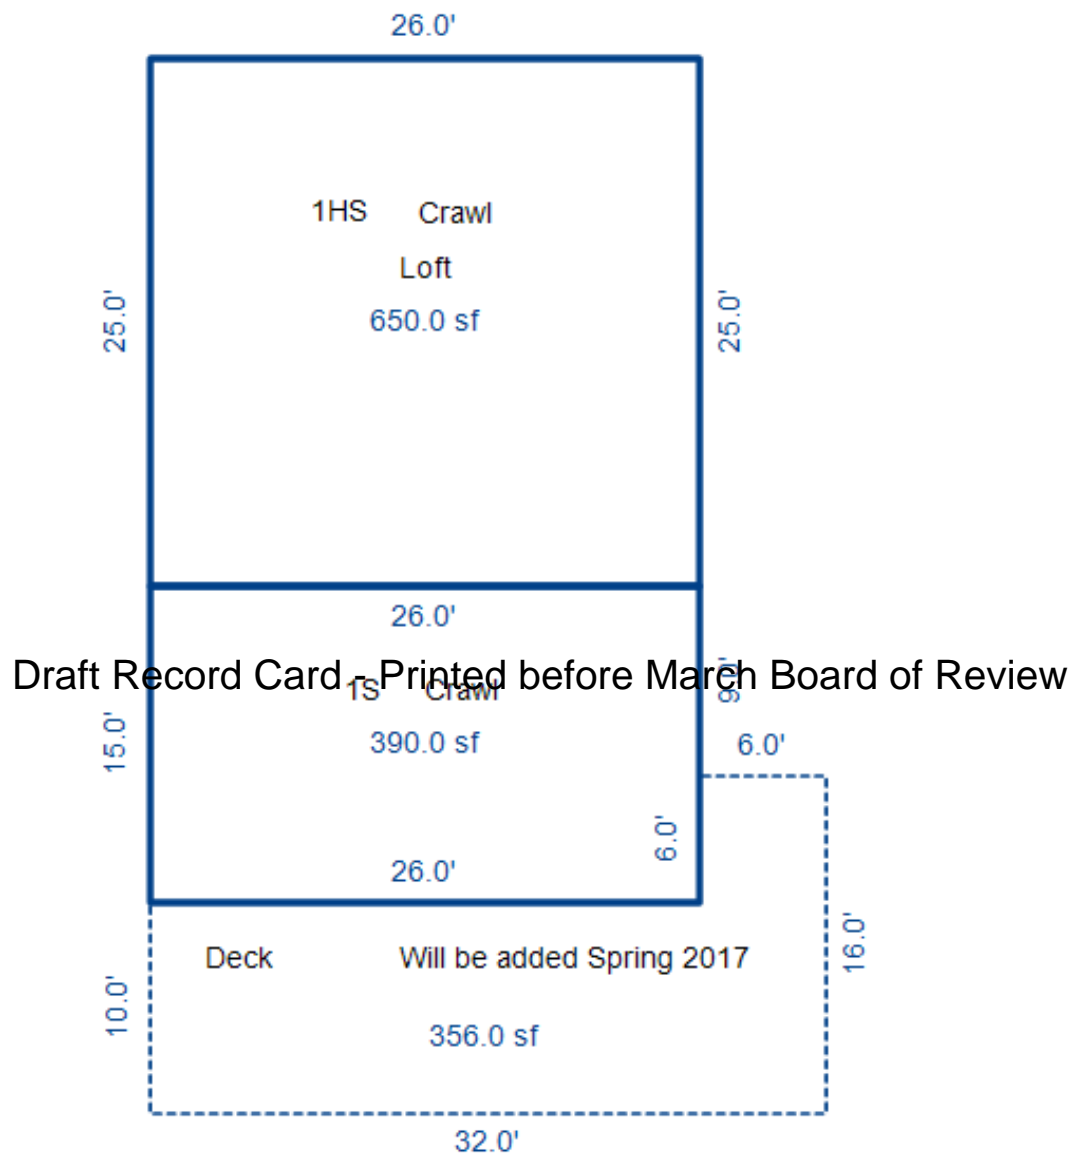 26.0'
1HS Crawl
Loft
25.0' 650.0 sf 25.0'
26.0'
Draft Record Card - Printed before March Board of Review
1S Crawl 9.0'
15.0' 390.0 sf 6.0'
6.0'
26.0'
Deck Will be added Spring 2017 16.0'
10.0' 356.0 sf
32.0'